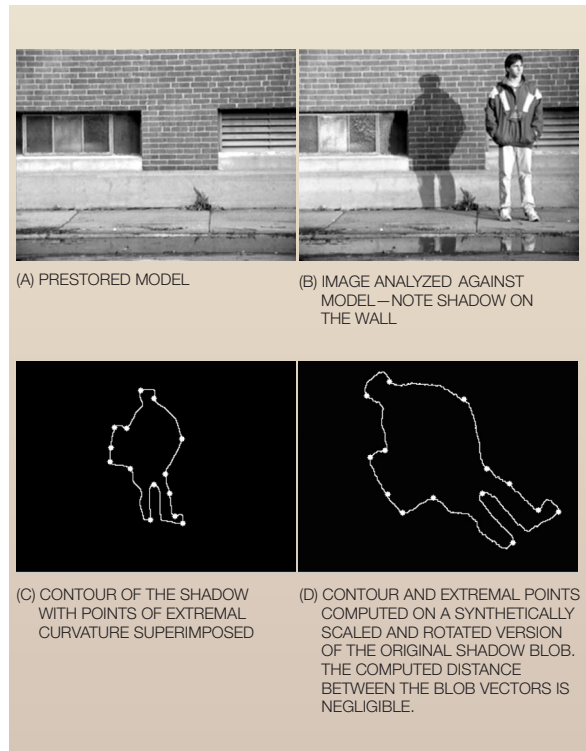 (A) PRESTORED MODEL
(B) IMAGE ANALYZED AGAINST
MODEL—NOTE SHADOW ON
THE WALL
(C) CONTOUR OF THE SHADOW
WITH POINTS OF EXTREMAL
CURVATURE SUPERIMPOSED
(D) CONTOUR AND EXTREMAL POINTS
COMPUTED ON A SYNTHETICALLY
SCALED AND ROTATED VERSION
OF THE ORIGINAL SHADOW BLOB.
THE COMPUTED DISTANCE
BETWEEN THE BLOB VECTORS IS
NEGLIGIBLE.